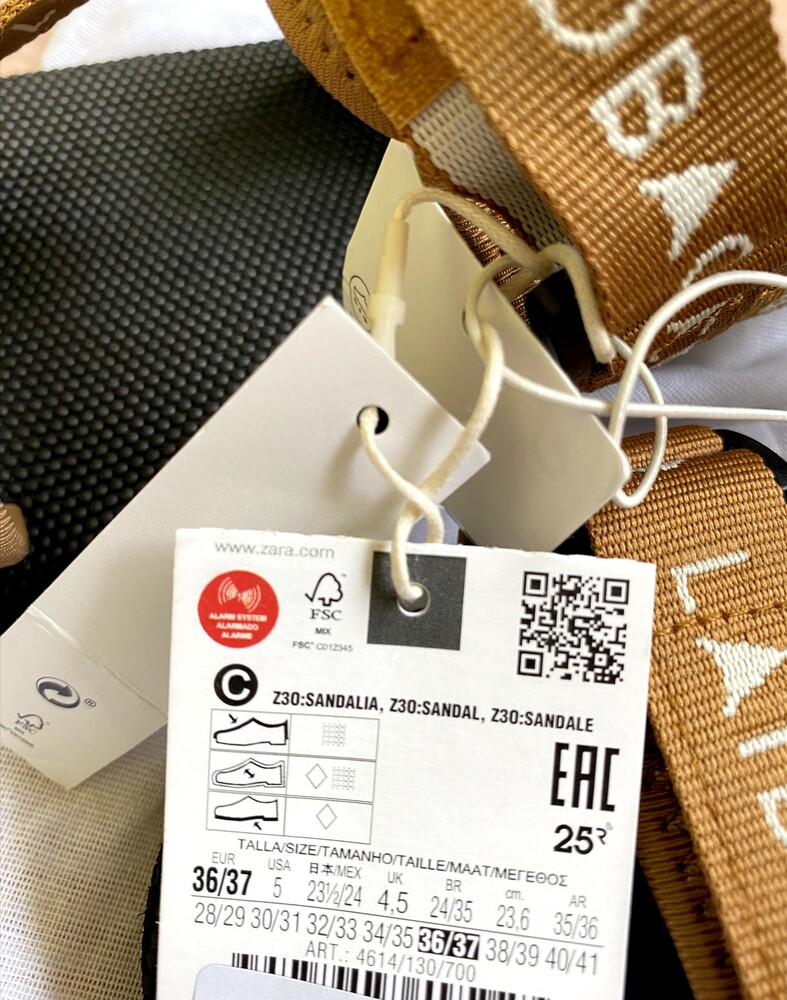 OBA
LAID
www.zara.com
ALARM SYSTEM
ALARMADO
ALARME
FSC
MIX
FSC™ C012345
C
Z30:SANDALIA, Z30:SANDAL, Z30:SANDALE
EAC
25
TALLA/SIZE/TAMANHO/TAILLE/MAAT/ΜΕΓΕΘΟΣ
EUR USA 日本/MEX UK BR cm. AR
36/37 5 23½/24 4,5 24/35 23,6 35/36
28/29 30/31 32/33 34/35 36/37 38/39 40/41
ART.: 4614/130/700
®
FSC